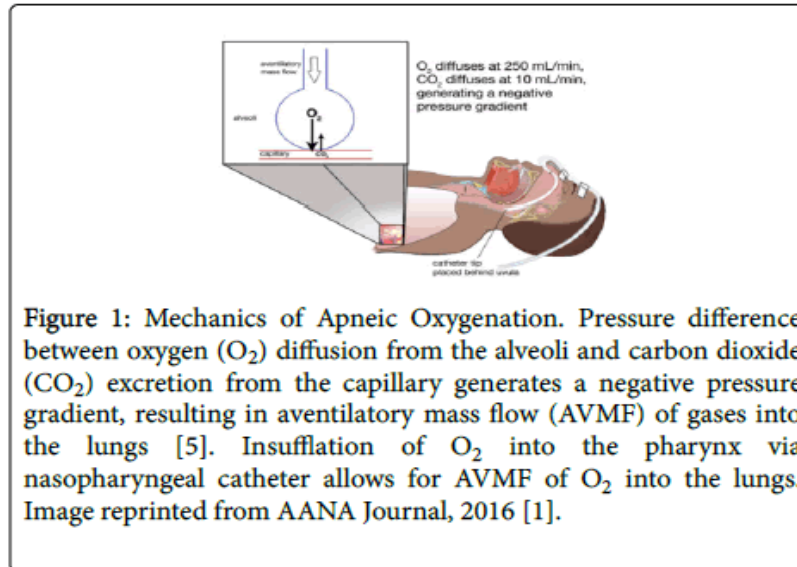 aventilatory
mass flow
O₂ diffuses at 250 mL/min,
CO₂ diffuses at 10 mL/min,
generating a negative
pressure gradient
alveoli
O₂
capillary
CO₂
catheter tip
placed behind uvula
Figure 1: Mechanics of Apneic Oxygenation. Pressure difference
between oxygen (O₂) diffusion from the alveoli and carbon dioxide
(CO₂) excretion from the capillary generates a negative pressure
gradient, resulting in aventilatory mass flow (AVMF) of gases into
the lungs [5]. Insufflation of O₂ into the pharynx via
nasopharyngeal catheter allows for AVMF of O₂ into the lungs.
Image reprinted from AANA Journal, 2016 [1].